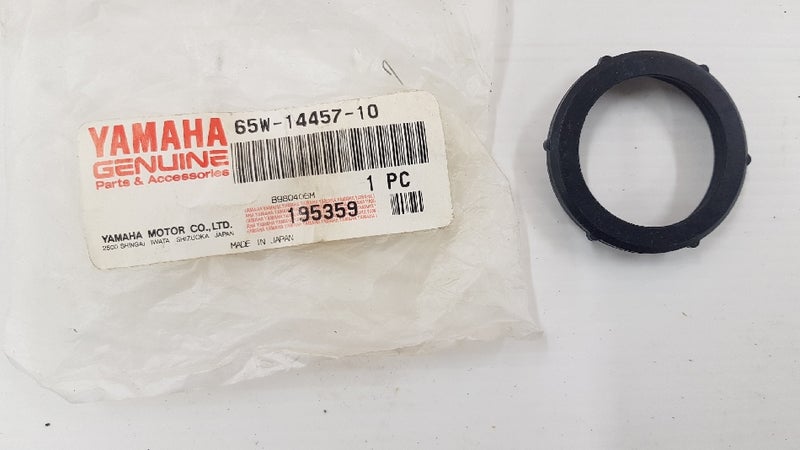 YAMAHA
GENUINE
Parts & Accessories
65W-14457-10
1 PC
B980406M
195359
YAMAHA MOTOR CO.,LTD.
2500 SHINGAI IWATA SHIZUOKA JAPAN
MADE IN JAPAN